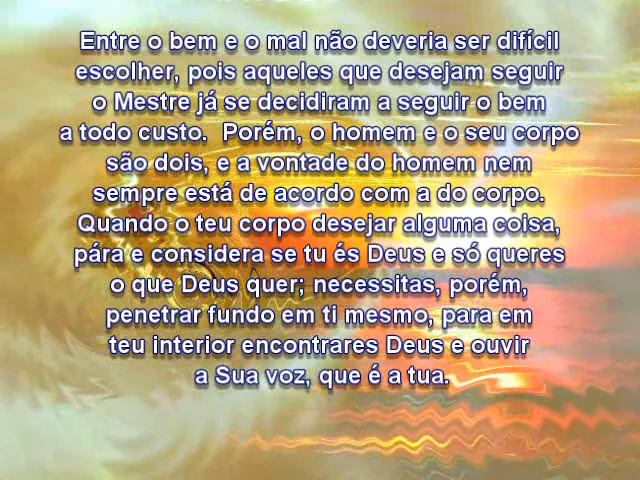 Entre o bem e o mal não deveria ser difícil
escolher, pois aqueles que desejam seguir
o Mestre já se decidiram a seguir o bem
a todo custo.  Porém, o homem e o seu corpo
são dois, e a vontade do homem nem
sempre está de acordo com a do corpo.
Quando o teu corpo desejar alguma coisa,
pára e considera se tu és Deus e só queres
o que Deus quer; necessitas, porém,
penetrar fundo em ti mesmo, para em
teu interior encontrares Deus e ouvir
a Sua voz, que é a tua.